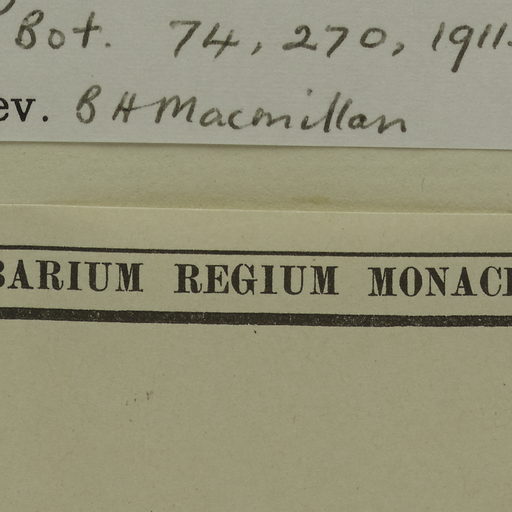 Bot. 74, 270, 1911.
ev. B H Macmillan
BARIUM REGIUM MONAC